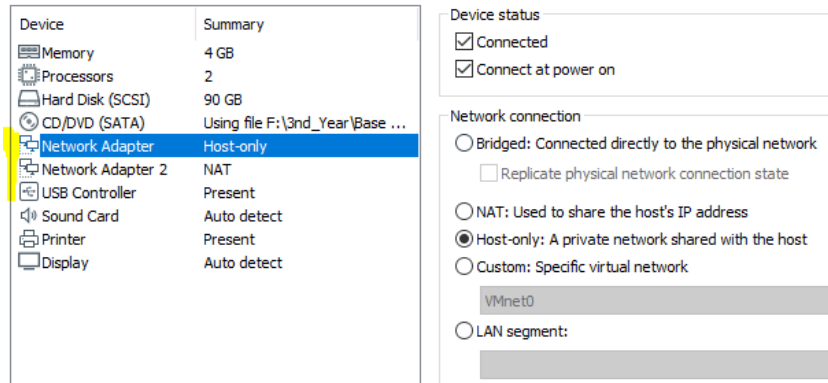 Device Summary
Memory 4 GB
Processors 2
Hard Disk (SCSI) 90 GB
CD/DVD (SATA) Using file F:\3nd_Year\Base ...
Network Adapter Host-only
Network Adapter 2 NAT
USB Controller Present
Sound Card Auto detect
Printer Present
Display Auto detect
Device status
Connected
Connect at power on
Network connection
Bridged: Connected directly to the physical network
Replicate physical network connection state
NAT: Used to share the host's IP address
Host-only: A private network shared with the host
Custom: Specific virtual network
VMnet0
LAN segment: